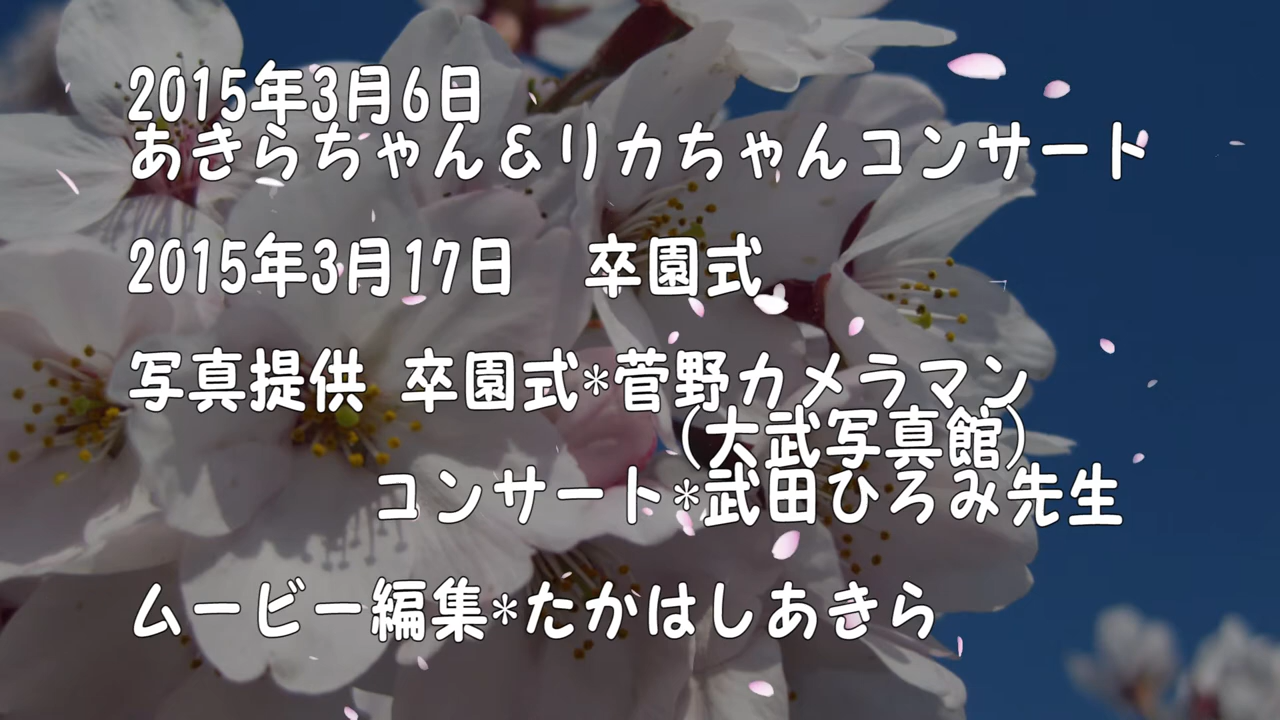 2015年3月6日
あきらちゃん＆リカちゃんコンサート
2015年3月17日　卒園式
写真提供 卒園式*菅野カメラマン
（大武写真館）
コンサート*武田ひろみ先生
ムービー編集*たかはしあきら